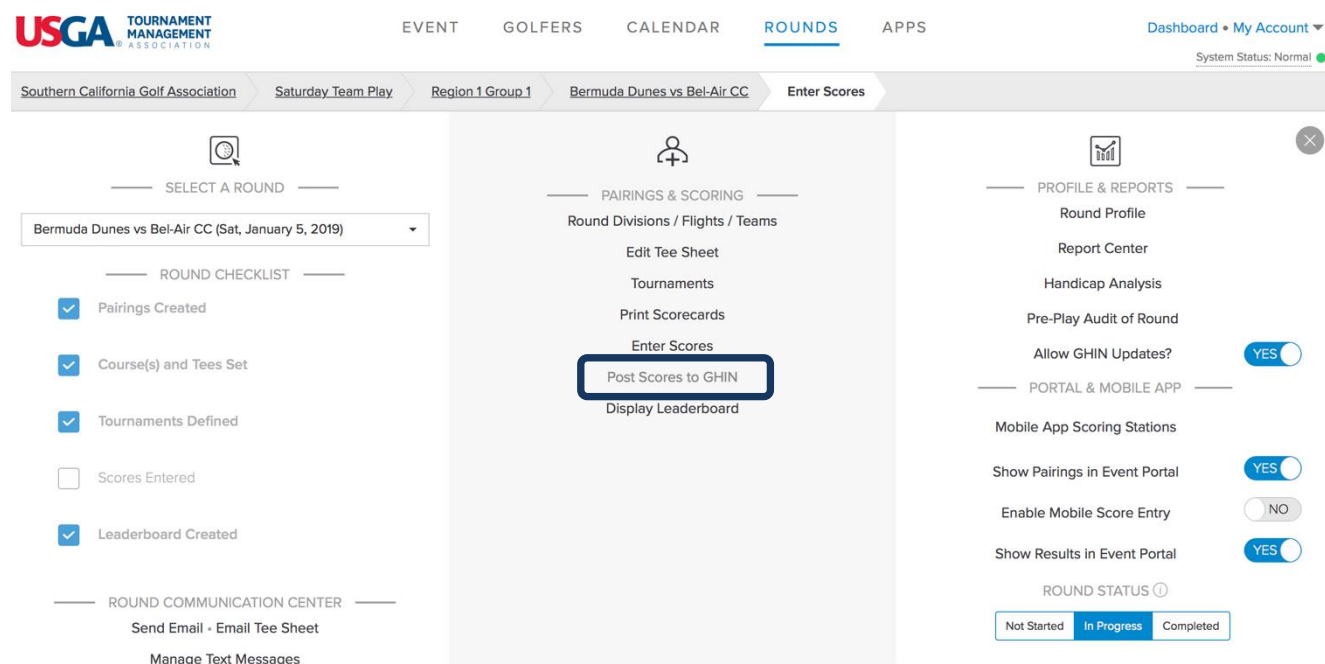 USGA® TOURNAMENT
MANAGEMENT
ASSOCIATION
EVENT GOLFERS CALENDAR ROUNDS APPS
Dashboard • My Account
System Status: Normal
Southern California Golf Association Saturday Team Play Region 1 Group 1 Bermuda Dunes vs Bel-Air CC Enter Scores
SELECT A ROUND
Bermuda Dunes vs Bel-Air CC (Sat, January 5, 2019)
ROUND CHECKLIST
Pairings Created
Course(s) and Tees Set
Tournaments Defined
Scores Entered
Leaderboard Created
ROUND COMMUNICATION CENTER
Send Email • Email Tee Sheet
Manage Text Messages
PAIRINGS & SCORING
Round Divisions / Flights / Teams
Edit Tee Sheet
Tournaments
Print Scorecards
Enter Scores
Post Scores to GHIN
Display Leaderboard
PROFILE & REPORTS
Round Profile
Report Center
Handicap Analysis
Pre-Play Audit of Round
Allow GHIN Updates? YES
PORTAL & MOBILE APP
Mobile App Scoring Stations
Show Pairings in Event Portal YES
Enable Mobile Score Entry NO
Show Results in Event Portal YES
ROUND STATUS
Not Started In Progress Completed